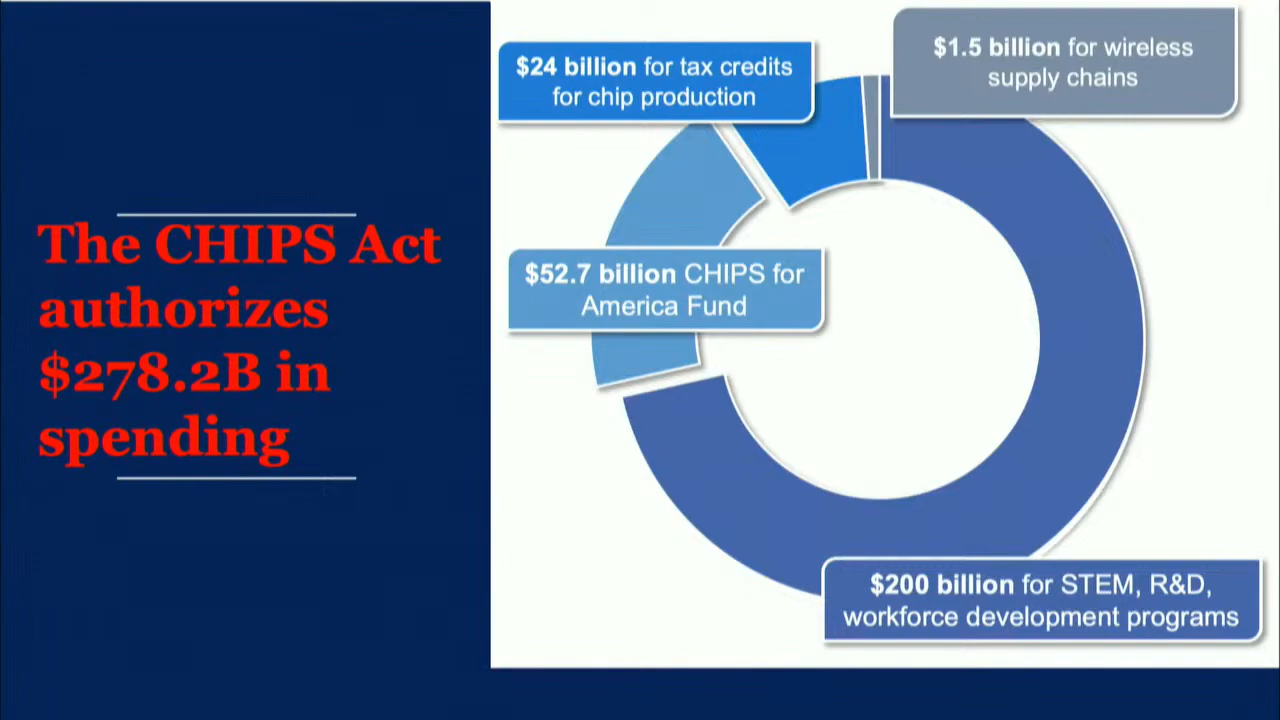 The CHIPS Act
authorizes
$278.2B in
spending
$24 billion for tax credits
for chip production
$1.5 billion for wireless
supply chains
$52.7 billion CHIPS for
America Fund
$200 billion for STEM, R&D,
workforce development programs